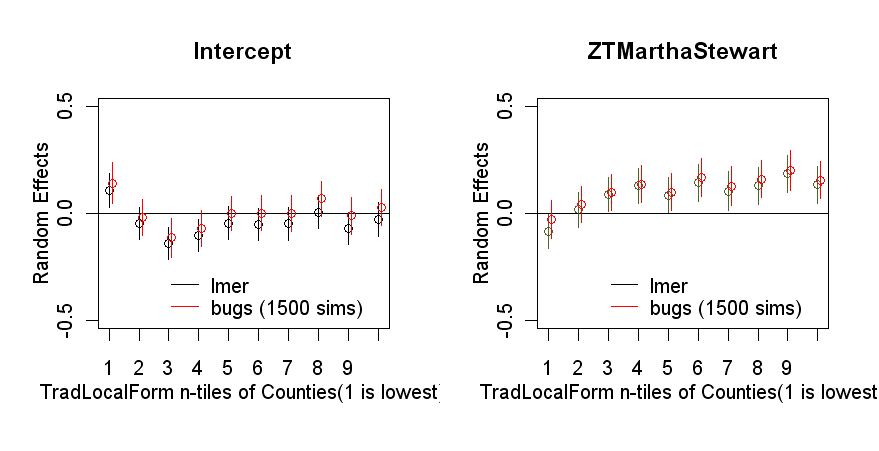 Intercept
Random Effects
0.5
0.0
-0.5
lmer
bugs (1500 sims)
1 2 3 4 5 6 7 8 9
TradLocalForm n-tiles of Counties(1 is lowest)
ZTMarthaStewart
Random Effects
0.5
0.0
-0.5
lmer
bugs (1500 sims)
1 2 3 4 5 6 7 8 9
TradLocalForm n-tiles of Counties(1 is lowest